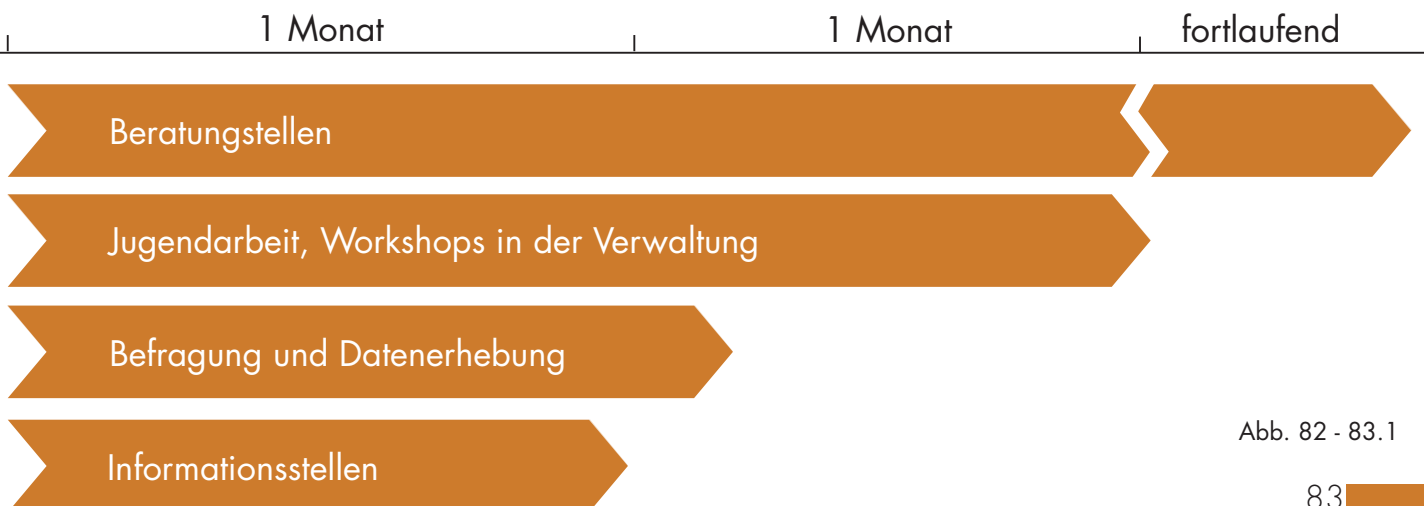 1 Monat 1 Monat fortlaufend
Beratungstellen
Jugendarbeit, Workshops in der Verwaltung
Befragung und Datenerhebung
Informationsstellen
Abb. 82 - 83.1
83